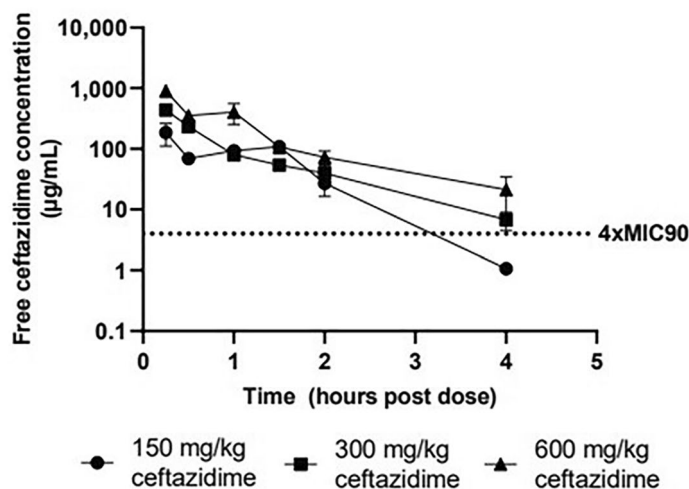 Free ceftazidime concentration
(µg/mL)
10,000
1,000
100
10
1
0.1
4xMIC90
0
1
2
3
4
5
Time (hours post dose)
150 mg/kg
ceftazidime
300 mg/kg
ceftazidime
600 mg/kg
ceftazidime